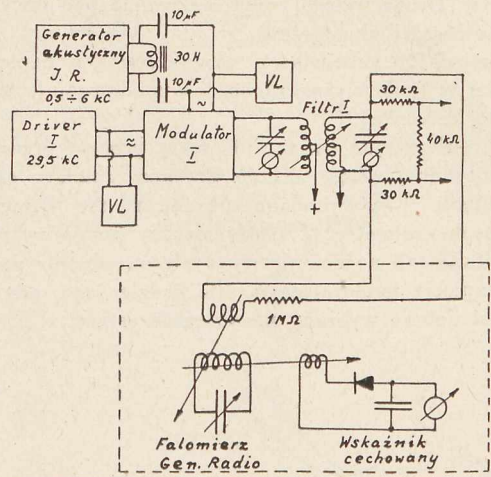 10 µF
Generator
akustyczny
J. R.
30 H
10 µF
VL
0,5 ÷ 6 kC
~
Driver
I
29,5 kC
≈
Modulator
I
VL
Filtr I
30 kΩ
40 kΩ
30 kΩ
+
1 MΩ
Falomierz
Gen. Radio
Wskaźnik
cechowany